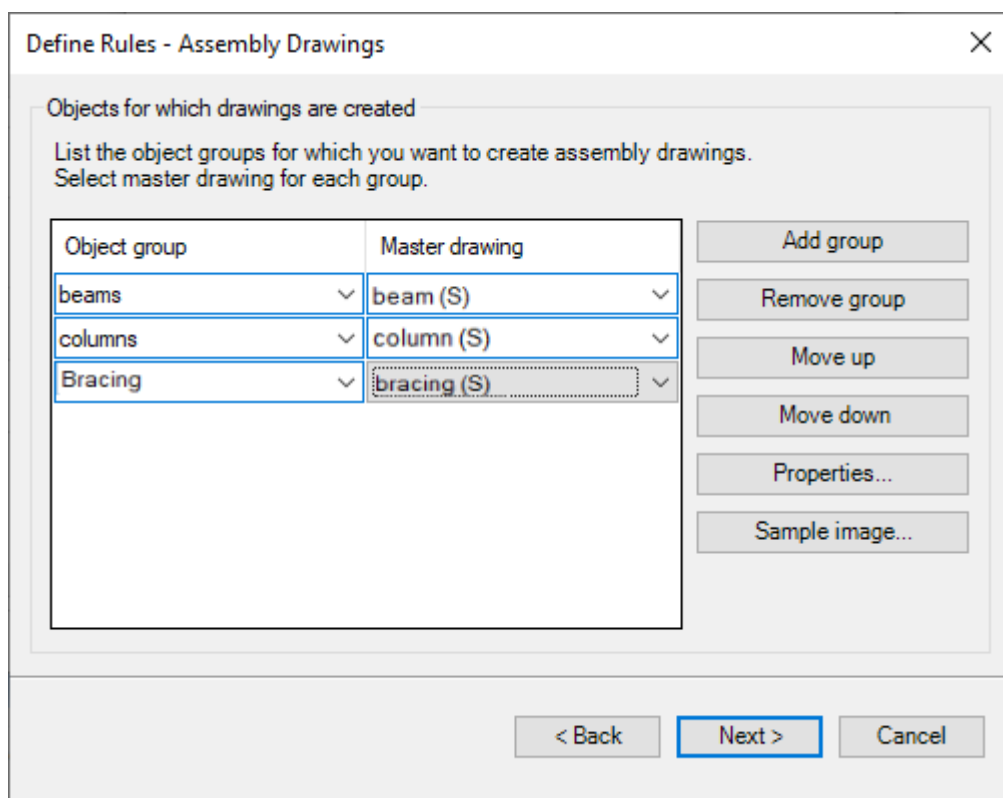 Define Rules - Assembly Drawings
Objects for which drawings are created
List the object groups for which you want to create assembly drawings.
Select master drawing for each group.
Object group Master drawing
beams beam (S)
columns column (S)
Bracing bracing (S)
Add group
Remove group
Move up
Move down
Properties...
Sample image...
< Back Next > Cancel